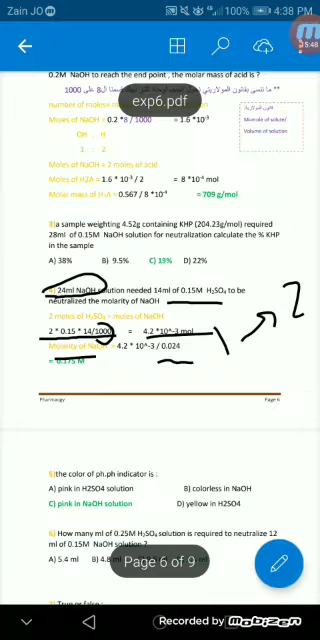 Zain JO
100%
4:38 PM
15:48
0.2M NaOH to reach the end point , the molar mass of acid is ?
exp6.pdf
Moles of NaOH = 0.2 *8 / 1000 = 1.6 *10-3
OH : H
1 : 2
Moles of NaOH = 2 moles of acid
Moles of H2A = 1.6 * 10-3 / 2 = 8 *10-4 mol
Molar mass of H2A = 0.567 / 8 *10-4 = 709 g/mol
3)a sample weighting 4.52g containing KHP (204.23g/mol) required
28ml of 0.15M NaOH solution for neutralization calculate the % KHP
in the sample
A) 38% B) 9.5% C) 19% D) 22%
4) 24ml NaOH solution needed 14ml of 0.15M H2SO4 to be
neutralized the molarity of NaOH
2 moles of H2SO4 = moles of NaOH
2 * 0.15 * 14/1000 = 4.2 *10^-3 mol
Molarity of NaOH = 4.2 * 10^-3 / 0.024
= 0.175 M
2
Pharmacy Page 6
5)the color of ph.ph indicator is :
A) pink in H2SO4 solution B) colorless in NaOH
C) pink in NaOH solution D) yellow in H2SO4
6) How many ml of 0.25M H2SO4 solution is required to neutralize 12
ml of 0.15M NaOH solution ?
A) 5.4 ml B) 4.8
Page 6 of 9
7) True or false :
Recorded by Mobizen